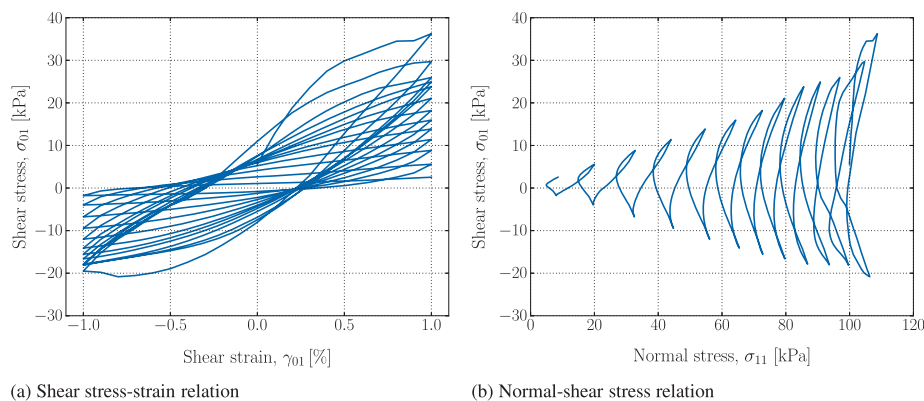 40
30
20
10
0
−10
−20
−30
−1.0 −0.5 0.0 0.5 1.0
Shear stress, σ01 [kPa]
Shear strain, γ01 [%]
(a) Shear stress-strain relation
40
30
20
10
0
−10
−20
−30
0 20 40 60 80 100 120
Shear stress, σ01 [kPa]
Normal stress, σ11 [kPa]
(b) Normal-shear stress relation